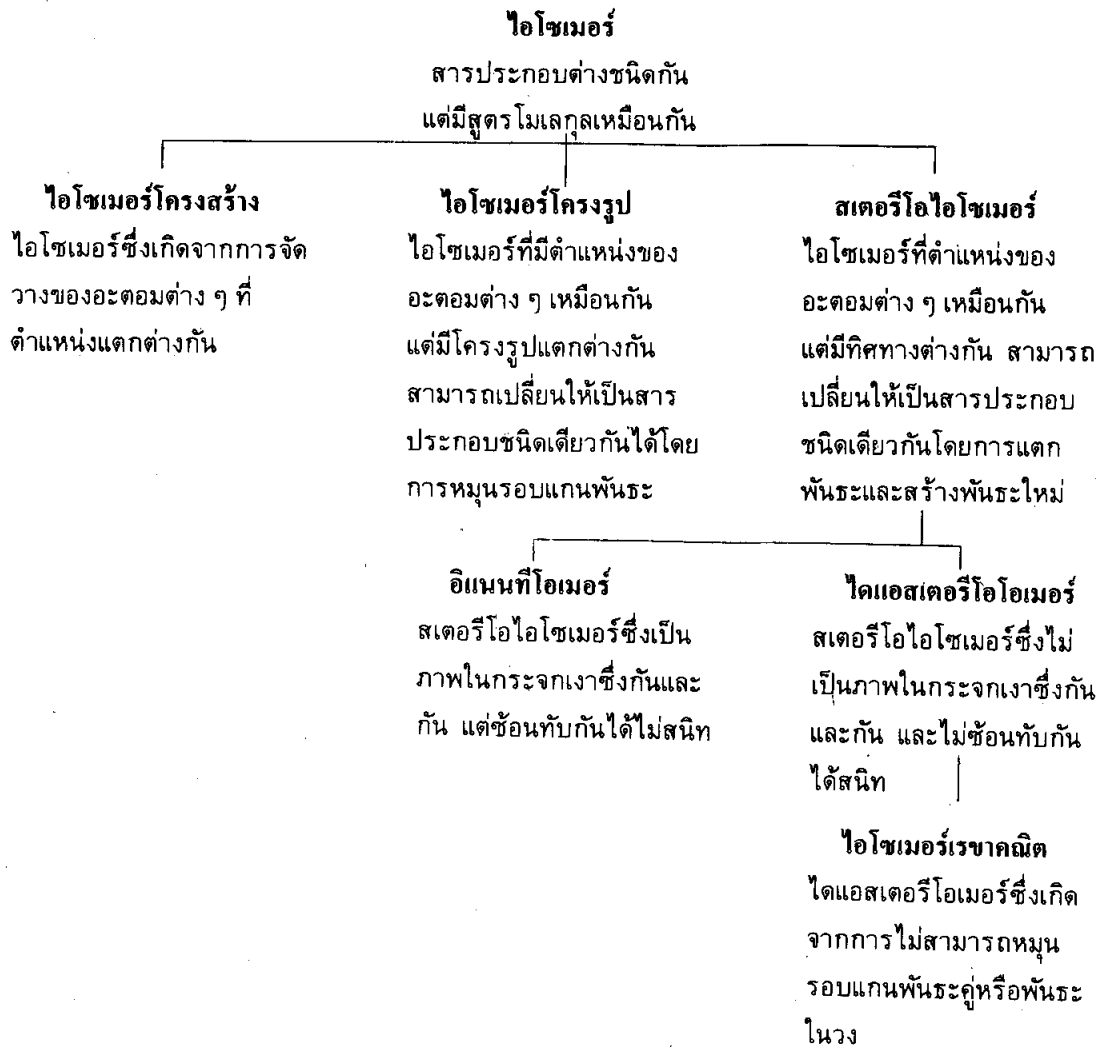 ไอโซเมอร์
สารประกอบต่างชนิดกัน
แต่มีสูตรโมเลกุลเหมือนกัน
ไอโซเมอร์โครงสร้าง
ไอโซเมอร์ซึ่งเกิดจากการจัด
วางของอะตอมต่าง ๆ ที่
ตำแหน่งแตกต่างกัน
ไอโซเมอร์โครงรูป
ไอโซเมอร์ที่มีตำแหน่งของ
อะตอมต่าง ๆ เหมือนกัน
แต่มีโครงรูปแตกต่างกัน
สามารถเปลี่ยนให้เป็นสาร
ประกอบชนิดเดียวกันได้โดย
การหมุนรอบแกนพันธะ
สเตอรีโอไอโซเมอร์
ไอโซเมอร์ที่ตำแหน่งของ
อะตอมต่าง ๆ เหมือนกัน
แต่มีทิศทางต่างกัน สามารถ
เปลี่ยนให้เป็นสารประกอบ
ชนิดเดียวกันโดยการแตก
พันธะและสร้างพันธะใหม่
อิแนนทีโอเมอร์
สเตอรีโอไอโซเมอร์ซึ่งเป็น
ภาพในกระจกเงาซึ่งกันและ
กัน แต่ซ้อนทับกันได้ไม่สนิท
ไดแอสเตอรีโอโอเมอร์
สเตอรีโอไอโซเมอร์ซึ่งไม่
เป็นภาพในกระจกเงาซึ่งกัน
และกัน และไม่ซ้อนทับกัน
ได้สนิท
ไอโซเมอร์เรขาคณิต
ไดแอสเตอรีโอเมอร์ซึ่งเกิด
จากการไม่สามารถหมุน
รอบแกนพันธะคู่หรือพันธะ
ในวง